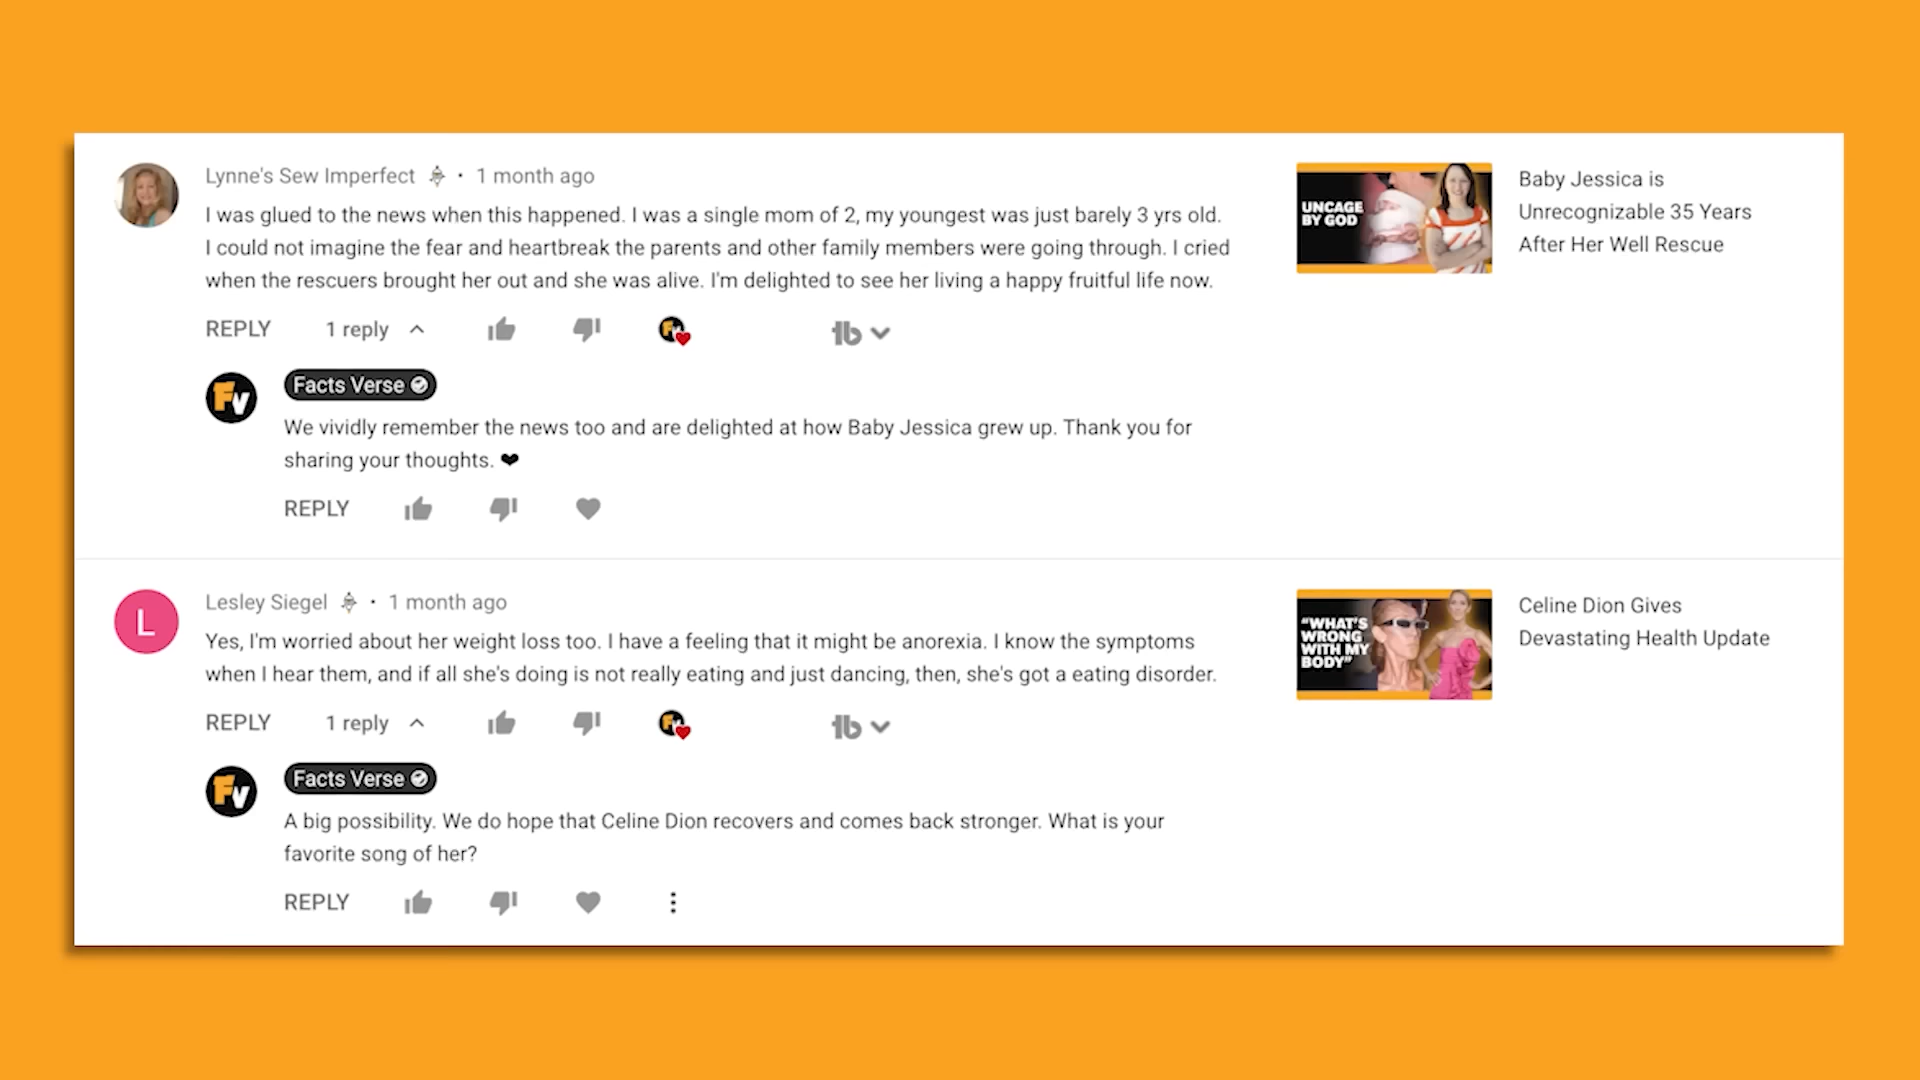 Lynne's Sew Imperfect • 1 month ago
I was glued to the news when this happened. I was a single mom of 2, my youngest was just barely 3 yrs old.
I could not imagine the fear and heartbreak the parents and other family members were going through. I cried
when the rescuers brought her out and she was alive. I'm delighted to see her living a happy fruitful life now.
REPLY 1 reply tb
Fv
Facts Verse
We vividly remember the news too and are delighted at how Baby Jessica grew up. Thank you for
sharing your thoughts. ❤
REPLY
UNCAGE
BY GOD
Baby Jessica is
Unrecognizable 35 Years
After Her Well Rescue
L
Lesley Siegel • 1 month ago
Yes, I'm worried about her weight loss too. I have a feeling that it might be anorexia. I know the symptoms
when I hear them, and if all she's doing is not really eating and just dancing, then, she's got a eating disorder.
REPLY 1 reply tb
Fv
Facts Verse
A big possibility. We do hope that Celine Dion recovers and comes back stronger. What is your
favorite song of her?
REPLY
"WHAT'S
WRONG
WITH MY
BODY"
Celine Dion Gives
Devastating Health Update